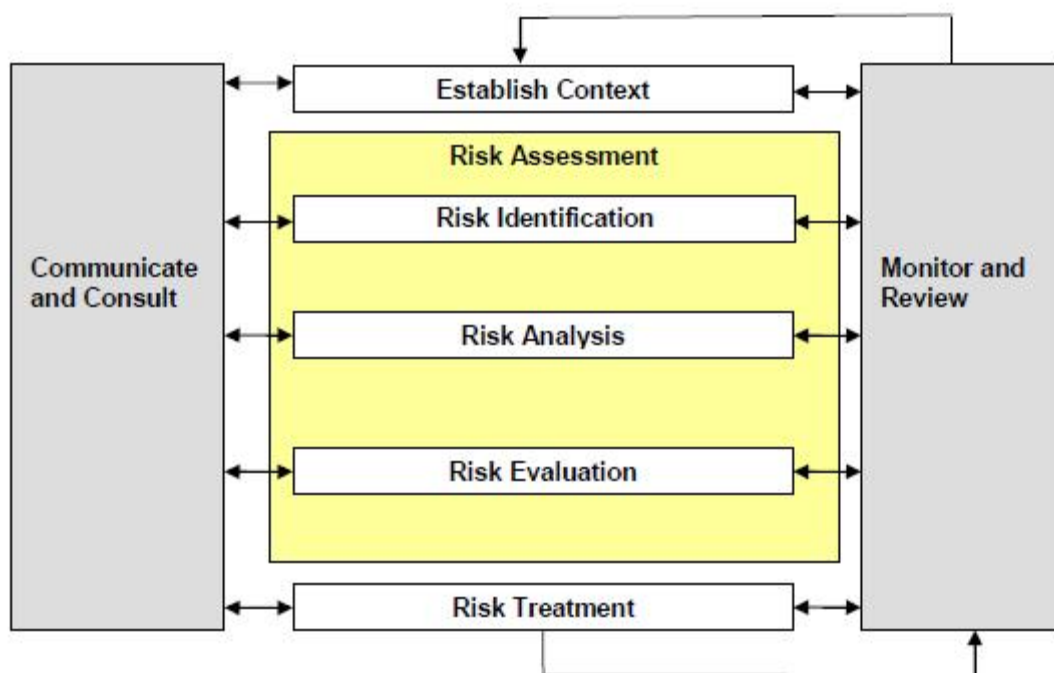 Establish Context
Risk Assessment
Risk Identification
Communicate
and Consult
Monitor and
Review
Risk Analysis
Risk Evaluation
Risk Treatment